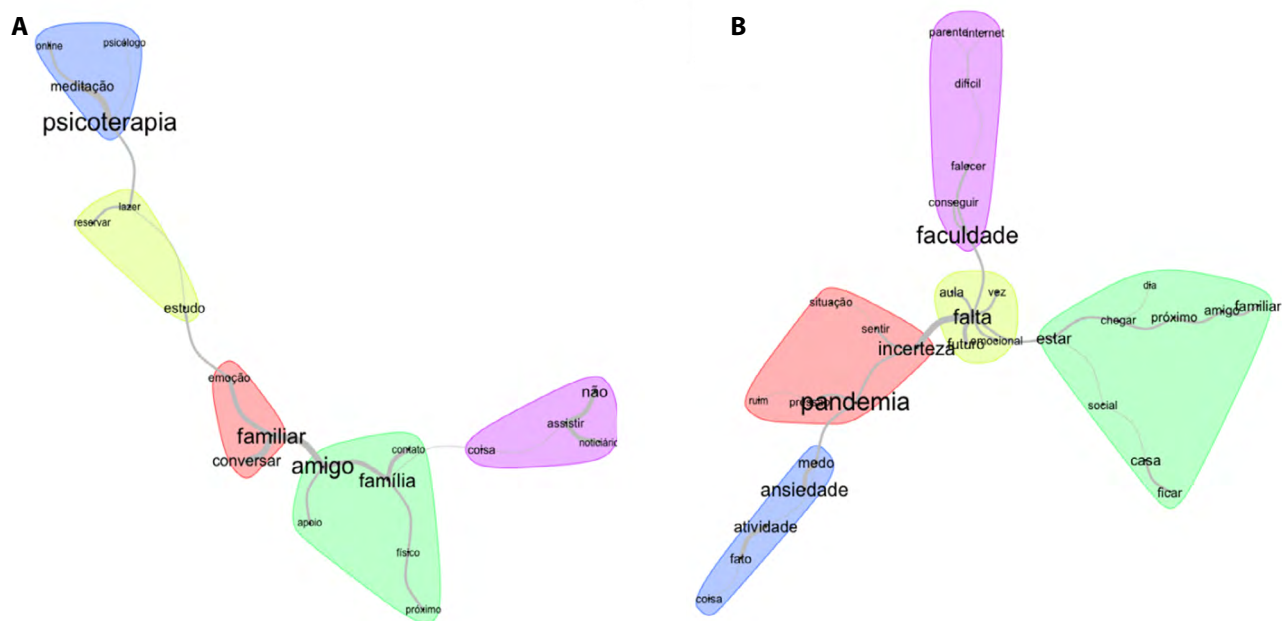 A
online
psicólogo
meditação
psicoterapia
lazer
reservar
estudo
emoção
familiar
conversar
amigo
contato
família
apoio
físico
próximo
coisa
não
assistir
noticiário
B
parente
internet
difícil
falecer
conseguir
faculdade
aula
vez
falta
futuro
emocional
situação
sentir
incerteza
ruim
pandemia
medo
ansiedade
atividade
fato
coisa
estar
dia
chegar
próximo
amigo
familiar
social
casa
ficar